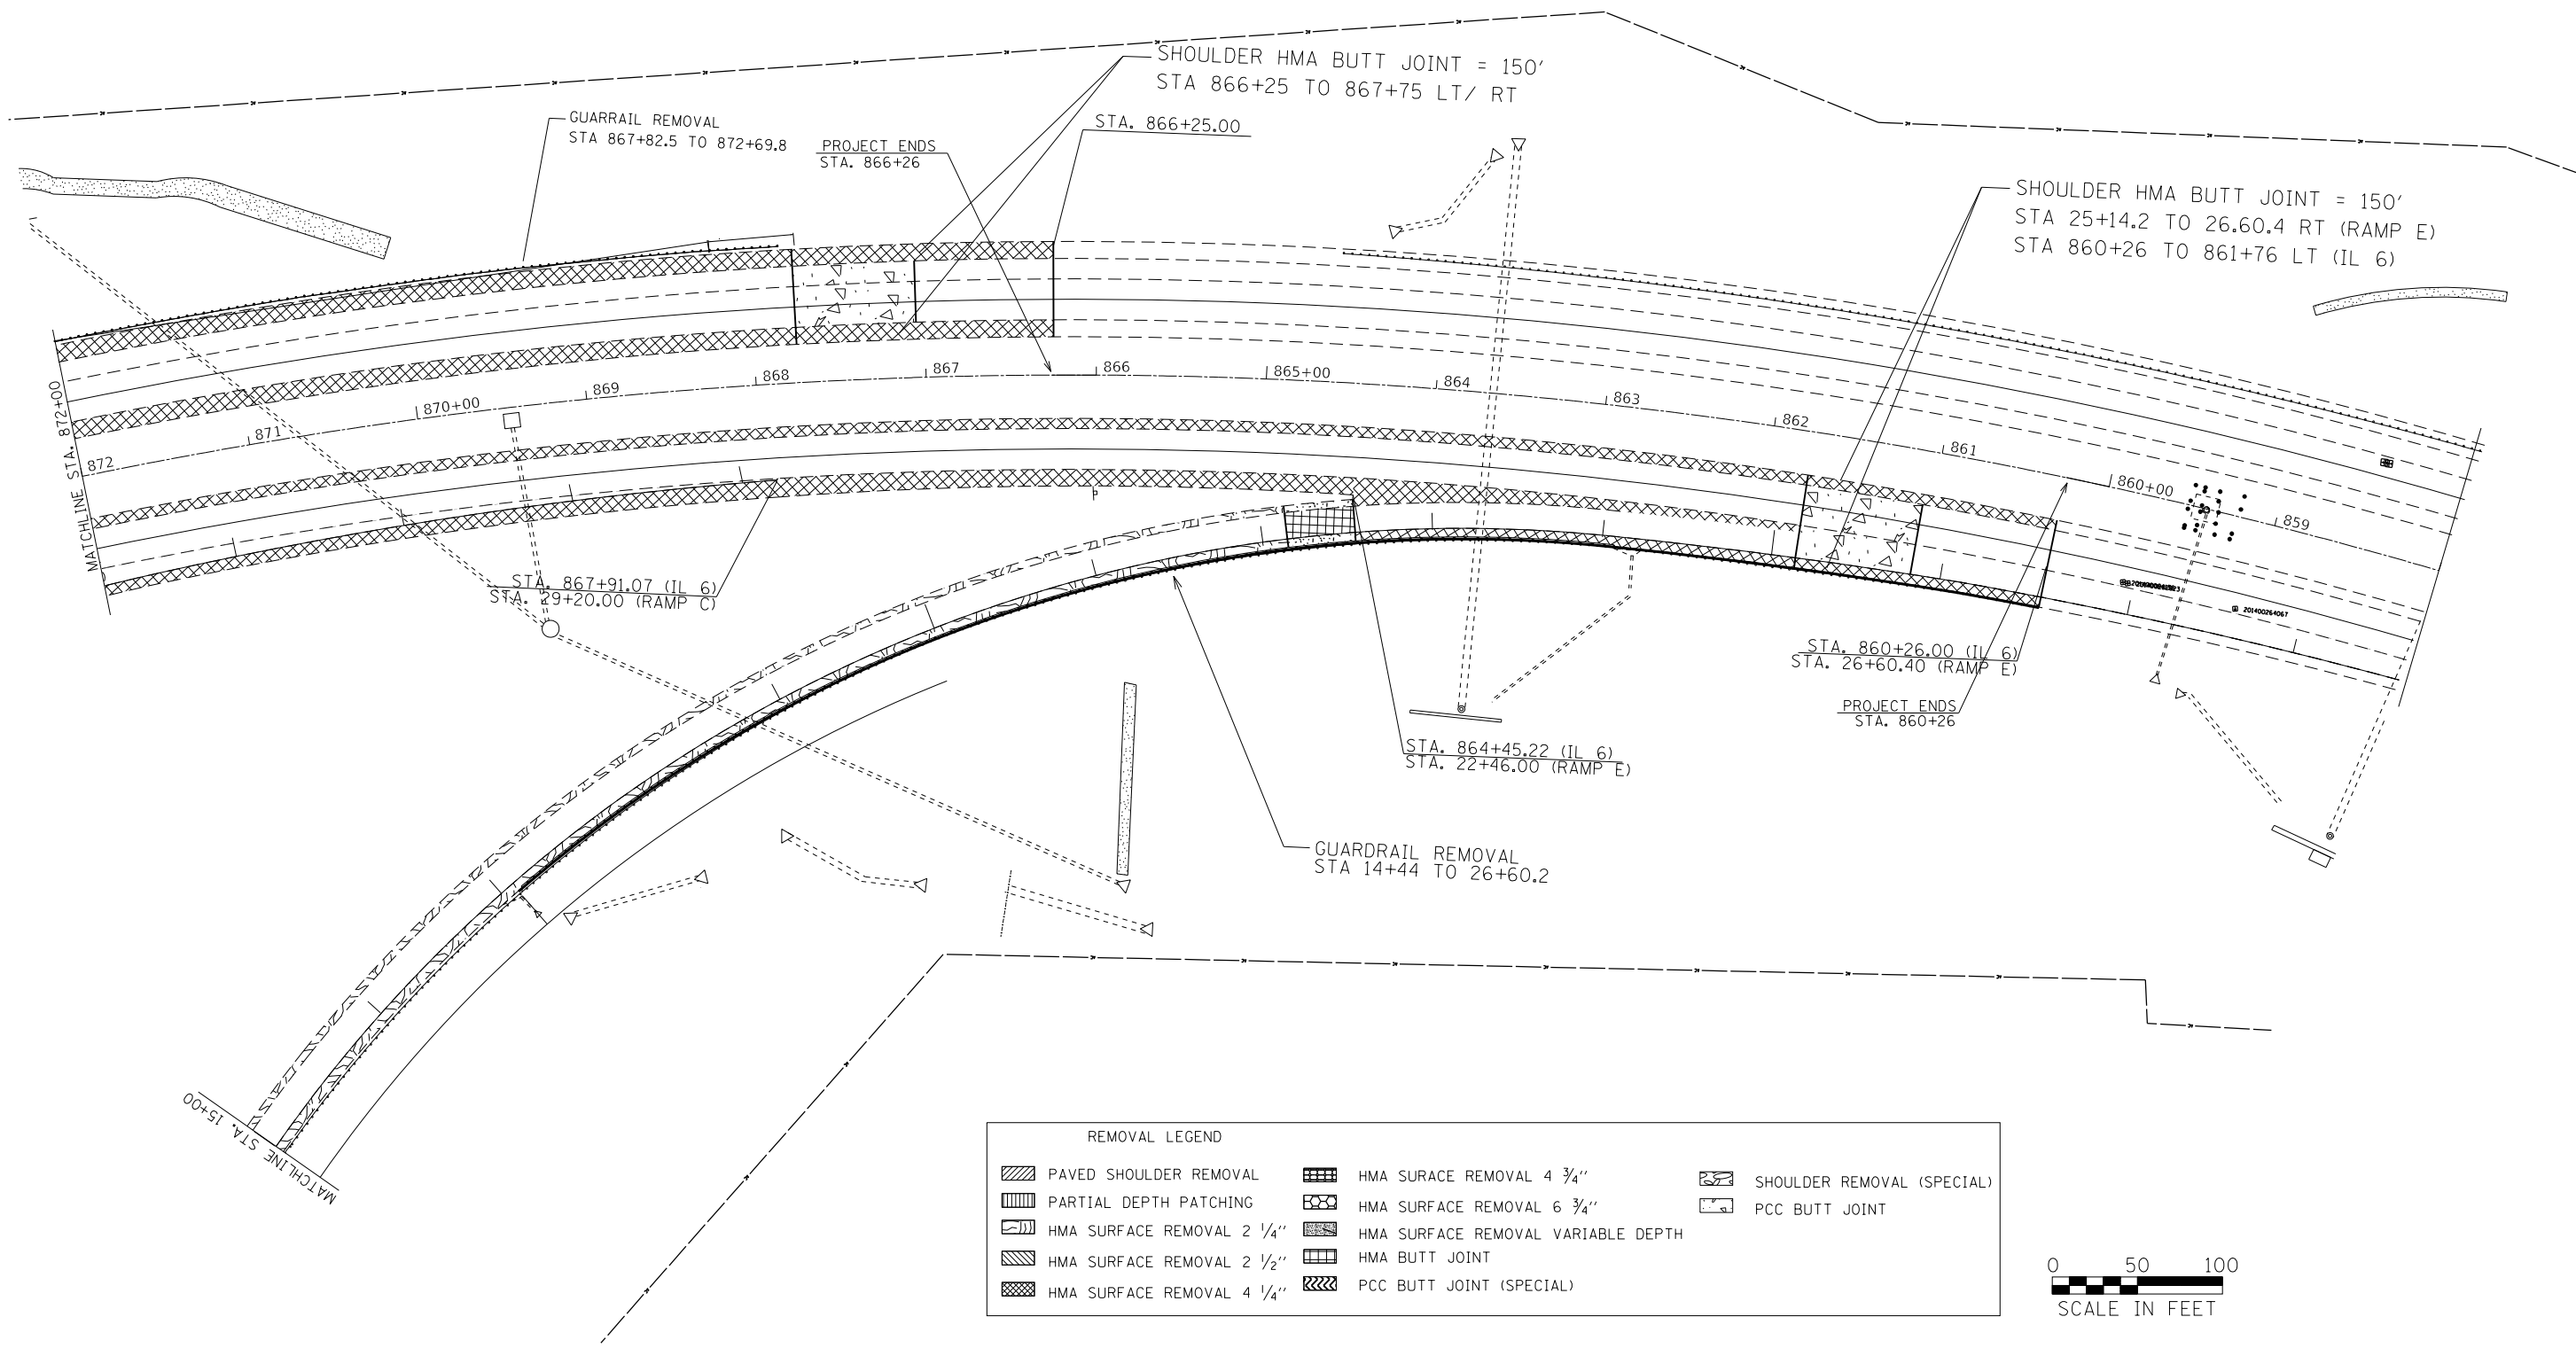 SHOULDER HMA BUTT JOINT = 150'
STA 866+25 TO 867+75 LT/ RT
GUARRAIL REMOVAL
STA 867+82.5 TO 872+69.8
PROJECT ENDS
STA. 866+26
STA. 866+25.00
SHOULDER HMA BUTT JOINT = 150'
STA 25+14.2 TO 26.60.4 RT (RAMP E)
STA 860+26 TO 861+76 LT (IL 6)
MATCHLINE STA. 872+00
872
871
870+00
869
868
867
866
865+00
864
863
862
861
860+00
859
P
STA. 867+91.07 (IL 6)
STA. 29+20.00 (RAMP C)
201400264067
STA. 860+26.00 (IL 6)
STA. 26+60.40 (RAMP E)
PROJECT ENDS
STA. 860+26
STA. 864+45.22 (IL 6)
STA. 22+46.00 (RAMP E)
GUARDRAIL REMOVAL
STA 14+44 TO 26+60.2
MATCHLINE STA. 15+00
REMOVAL LEGEND
PAVED SHOULDER REMOVAL
PARTIAL DEPTH PATCHING
HMA SURFACE REMOVAL 2 1/4"
HMA SURFACE REMOVAL 2 1/2"
HMA SURFACE REMOVAL 4 1/4"
HMA SURACE REMOVAL 4 3/4"
HMA SURFACE REMOVAL 6 3/4"
HMA SURFACE REMOVAL VARIABLE DEPTH
HMA BUTT JOINT
PCC BUTT JOINT (SPECIAL)
SHOULDER REMOVAL (SPECIAL)
PCC BUTT JOINT
0 50 100
SCALE IN FEET